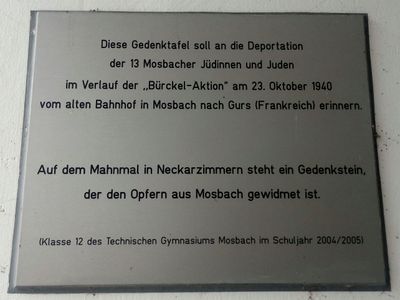 Diese Gedenktafel soll an die Deportation
der 13 Mosbacher Jüdinnen und Juden
im Verlauf der „Bürckel-Aktion" am 23. Oktober 1940
vom alten Bahnhof in Mosbach nach Gurs (Frankreich) erinnern.
Auf dem Mahnmal in Neckarzimmern steht ein Gedenkstein,
der den Opfern aus Mosbach gewidmet ist.
(Klasse 12 des Technischen Gymnasiums Mosbach im Schuljahr 2004/2005)